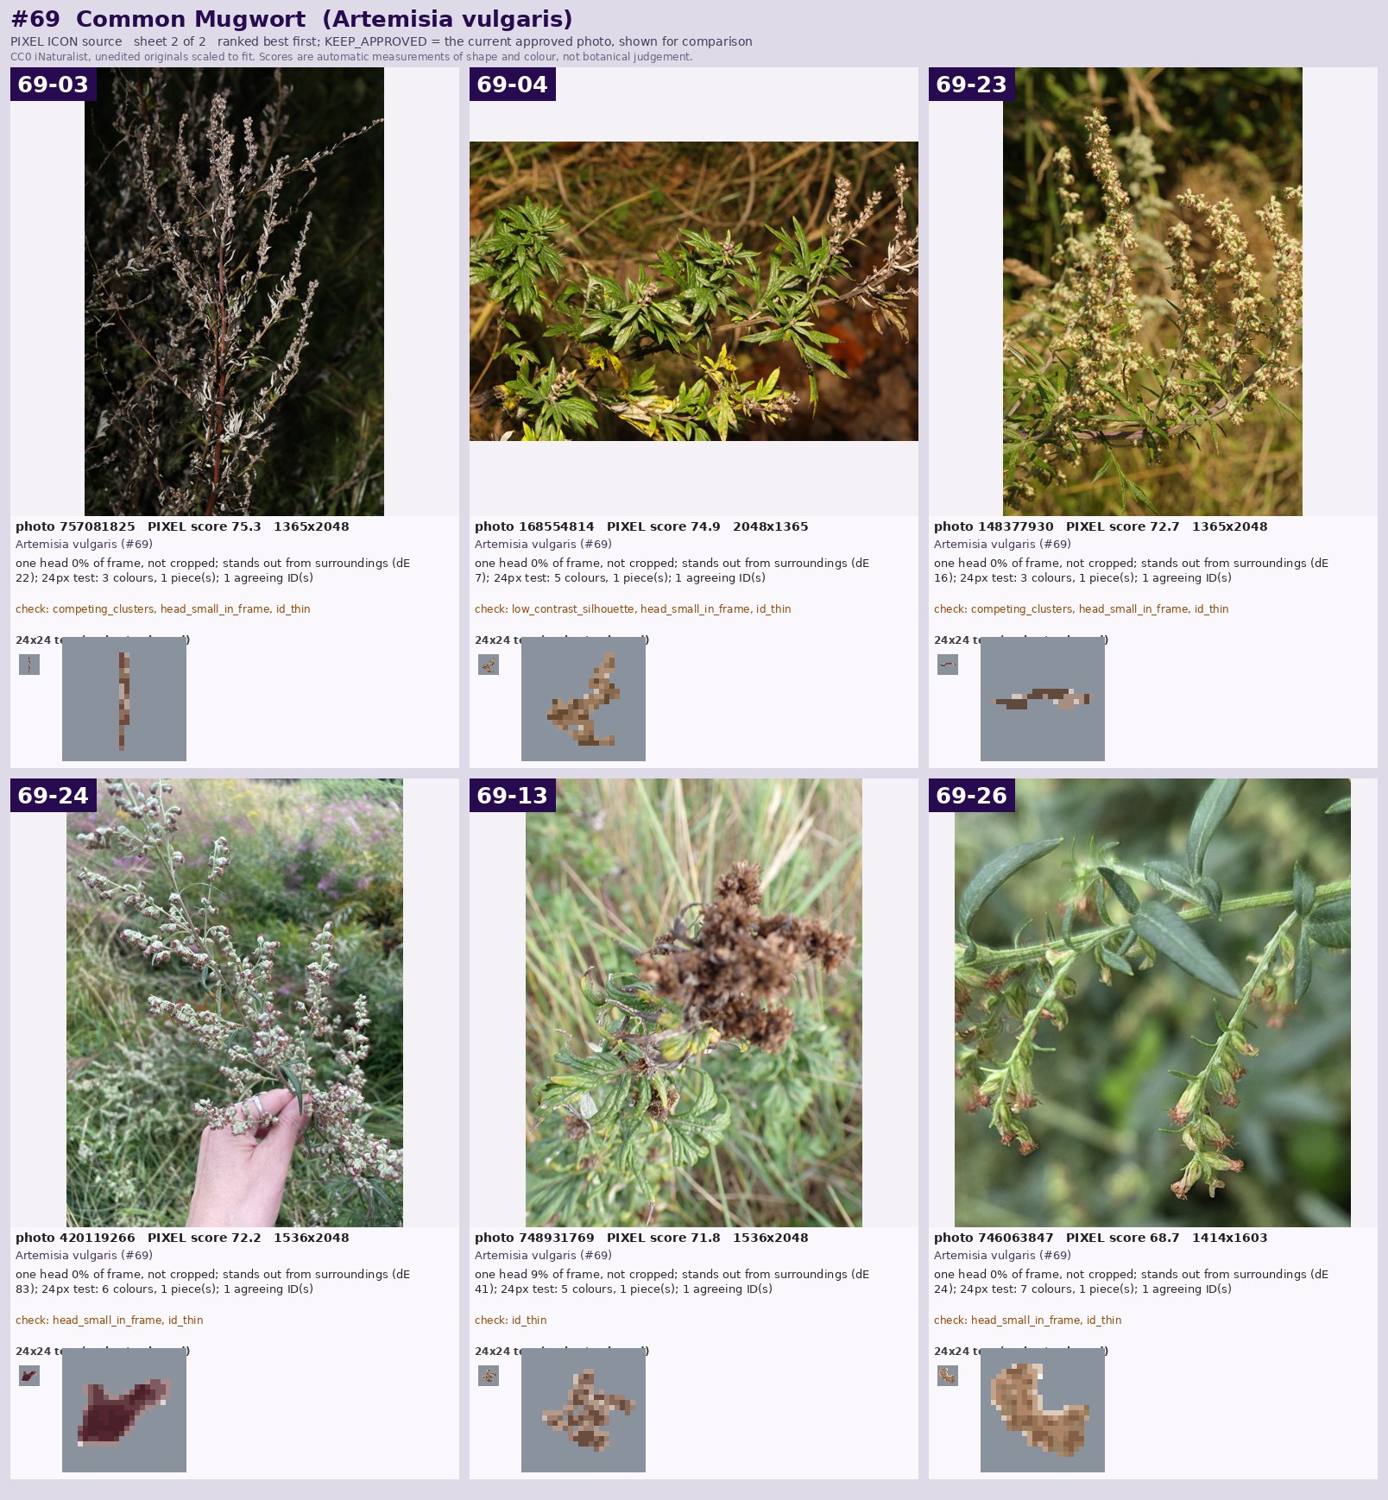 #69  Common Mugwort  (Artemisia vulgaris)
PIXEL ICON source   sheet 2 of 2   ranked best first; KEEP_APPROVED = the current approved photo, shown for comparison
CC0 iNaturalist, unedited originals scaled to fit. Scores are automatic measurements of shape and colour, not botanical judgement.
69-03
photo 757081825   PIXEL score 75.3   1365x2048
Artemisia vulgaris (#69)
one head 0% of frame, not cropped; stands out from surroundings (dE
22); 24px test: 3 colours, 1 piece(s); 1 agreeing ID(s)
check: competing_clusters, head_small_in_frame, id_thin
24x24
69-04
photo 168554814   PIXEL score 74.9   2048x1365
Artemisia vulgaris (#69)
one head 0% of frame, not cropped; stands out from surroundings (dE
7); 24px test: 5 colours, 1 piece(s); 1 agreeing ID(s)
check: low_contrast_silhouette, head_small_in_frame, id_thin
24x24
69-23
photo 148377930   PIXEL score 72.7   1365x2048
Artemisia vulgaris (#69)
one head 0% of frame, not cropped; stands out from surroundings (dE
16); 24px test: 3 colours, 1 piece(s); 1 agreeing ID(s)
check: competing_clusters, head_small_in_frame, id_thin
24x24
69-24
photo 420119266   PIXEL score 72.2   1536x2048
Artemisia vulgaris (#69)
one head 0% of frame, not cropped; stands out from surroundings (dE
83); 24px test: 6 colours, 1 piece(s); 1 agreeing ID(s)
check: head_small_in_frame, id_thin
24x24
69-13
photo 748931769   PIXEL score 71.8   1536x2048
Artemisia vulgaris (#69)
one head 9% of frame, not cropped; stands out from surroundings (dE
41); 24px test: 5 colours, 1 piece(s); 1 agreeing ID(s)
check: id_thin
24x24
69-26
photo 746063847   PIXEL score 68.7   1414x1603
Artemisia vulgaris (#69)
one head 0% of frame, not cropped; stands out from surroundings (dE
24); 24px test: 7 colours, 1 piece(s); 1 agreeing ID(s)
check: head_small_in_frame, id_thin
24x24